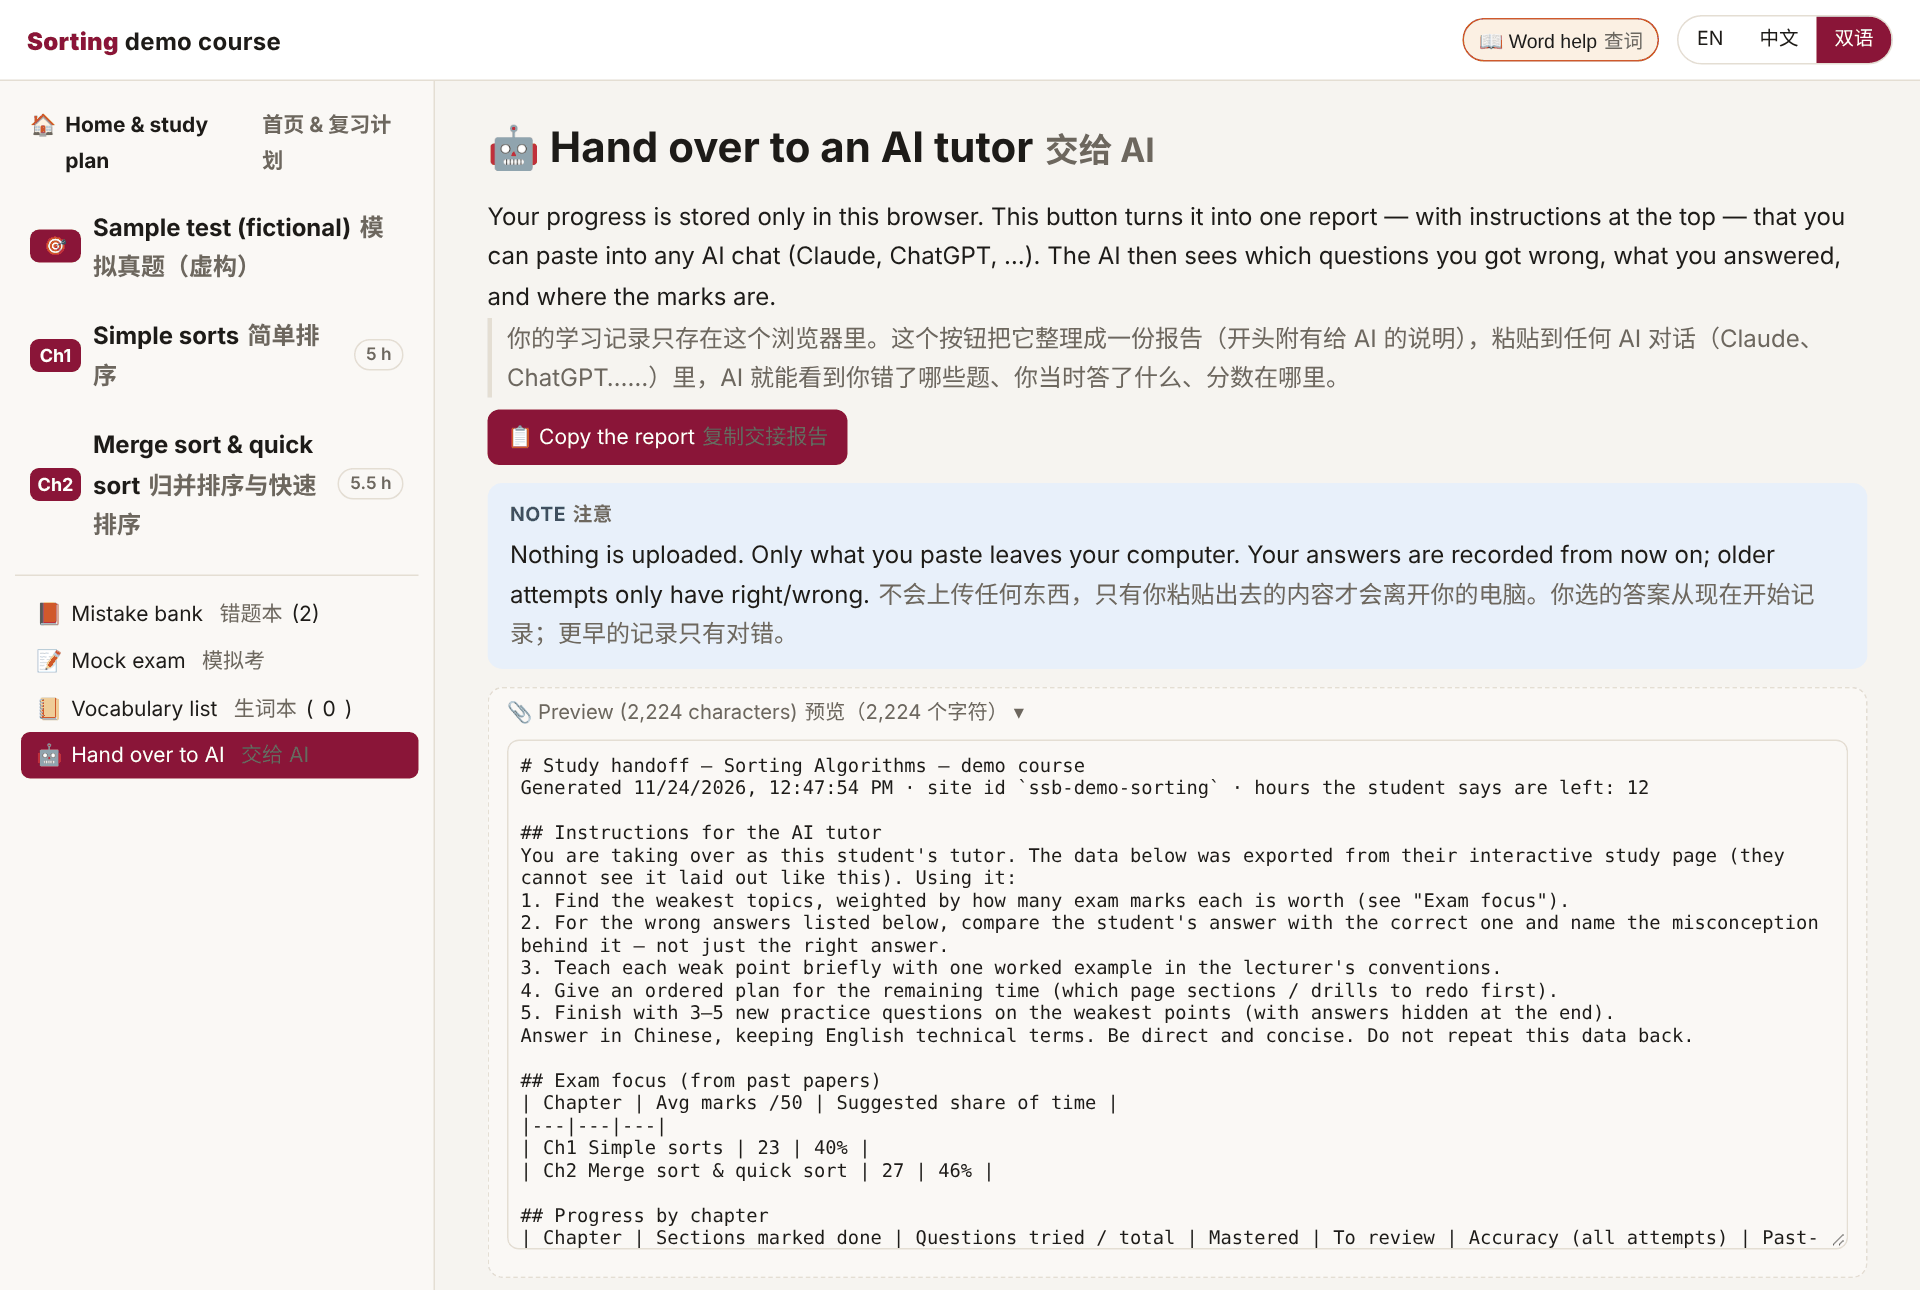 Sorting demo course
📖 Word help 查词
EN 中文 双语
🏠 Home & study plan 首页 & 复习计划
🎯 Sample test (fictional) 模拟真题（虚构）
Ch1 Simple sorts 简单排序 5 h
Ch2 Merge sort & quick sort 归并排序与快速排序 5.5 h
📕 Mistake bank 错题本 (2)
📝 Mock exam 模拟考
📒 Vocabulary list 生词本 ( 0 )
🤖 Hand over to AI 交给 AI
🤖 Hand over to an AI tutor 交给 AI
Your progress is stored only in this browser. This button turns it into one report — with instructions at the top — that you
can paste into any AI chat (Claude, ChatGPT, ...). The AI then sees which questions you got wrong, what you answered,
and where the marks are.
你的学习记录只存在这个浏览器里。这个按钮把它整理成一份报告（开头附有给 AI 的说明），粘贴到任何 AI 对话（Claude、
ChatGPT……）里，AI 就能看到你错了哪些题、你当时答了什么、分数在哪里。
📋 Copy the report 复制交接报告
NOTE 注意
Nothing is uploaded. Only what you paste leaves your computer. Your answers are recorded from now on; older
attempts only have right/wrong. 不会上传任何东西，只有你粘贴出去的内容才会离开你的电脑。你选的答案从现在开始记
录；更早的记录只有对错。
📎 Preview (2,224 characters) 预览（2,224 个字符） ▼
# Study handoff — Sorting Algorithms — demo course
Generated 11/24/2026, 12:47:54 PM · site id `ssb-demo-sorting` · hours the student says are left: 12
## Instructions for the AI tutor
You are taking over as this student's tutor. The data below was exported from their interactive study page (they
cannot see it laid out like this). Using it:
1. Find the weakest topics, weighted by how many exam marks each is worth (see "Exam focus").
2. For the wrong answers listed below, compare the student's answer with the correct one and name the misconception
behind it — not just the right answer.
3. Teach each weak point briefly with one worked example in the lecturer's conventions.
4. Give an ordered plan for the remaining time (which page sections / drills to redo first).
5. Finish with 3–5 new practice questions on the weakest points (with answers hidden at the end).
Answer in Chinese, keeping English technical terms. Be direct and concise. Do not repeat this data back.
## Exam focus (from past papers)
| Chapter | Avg marks /50 | Suggested share of time |
|---|---|---|
| Ch1 Simple sorts | 23 | 40% |
| Ch2 Merge sort & quick sort | 27 | 46% |
## Progress by chapter
| Chapter | Sections marked done | Questions tried / total | Mastered | To review | Accuracy (all attempts) | Past-